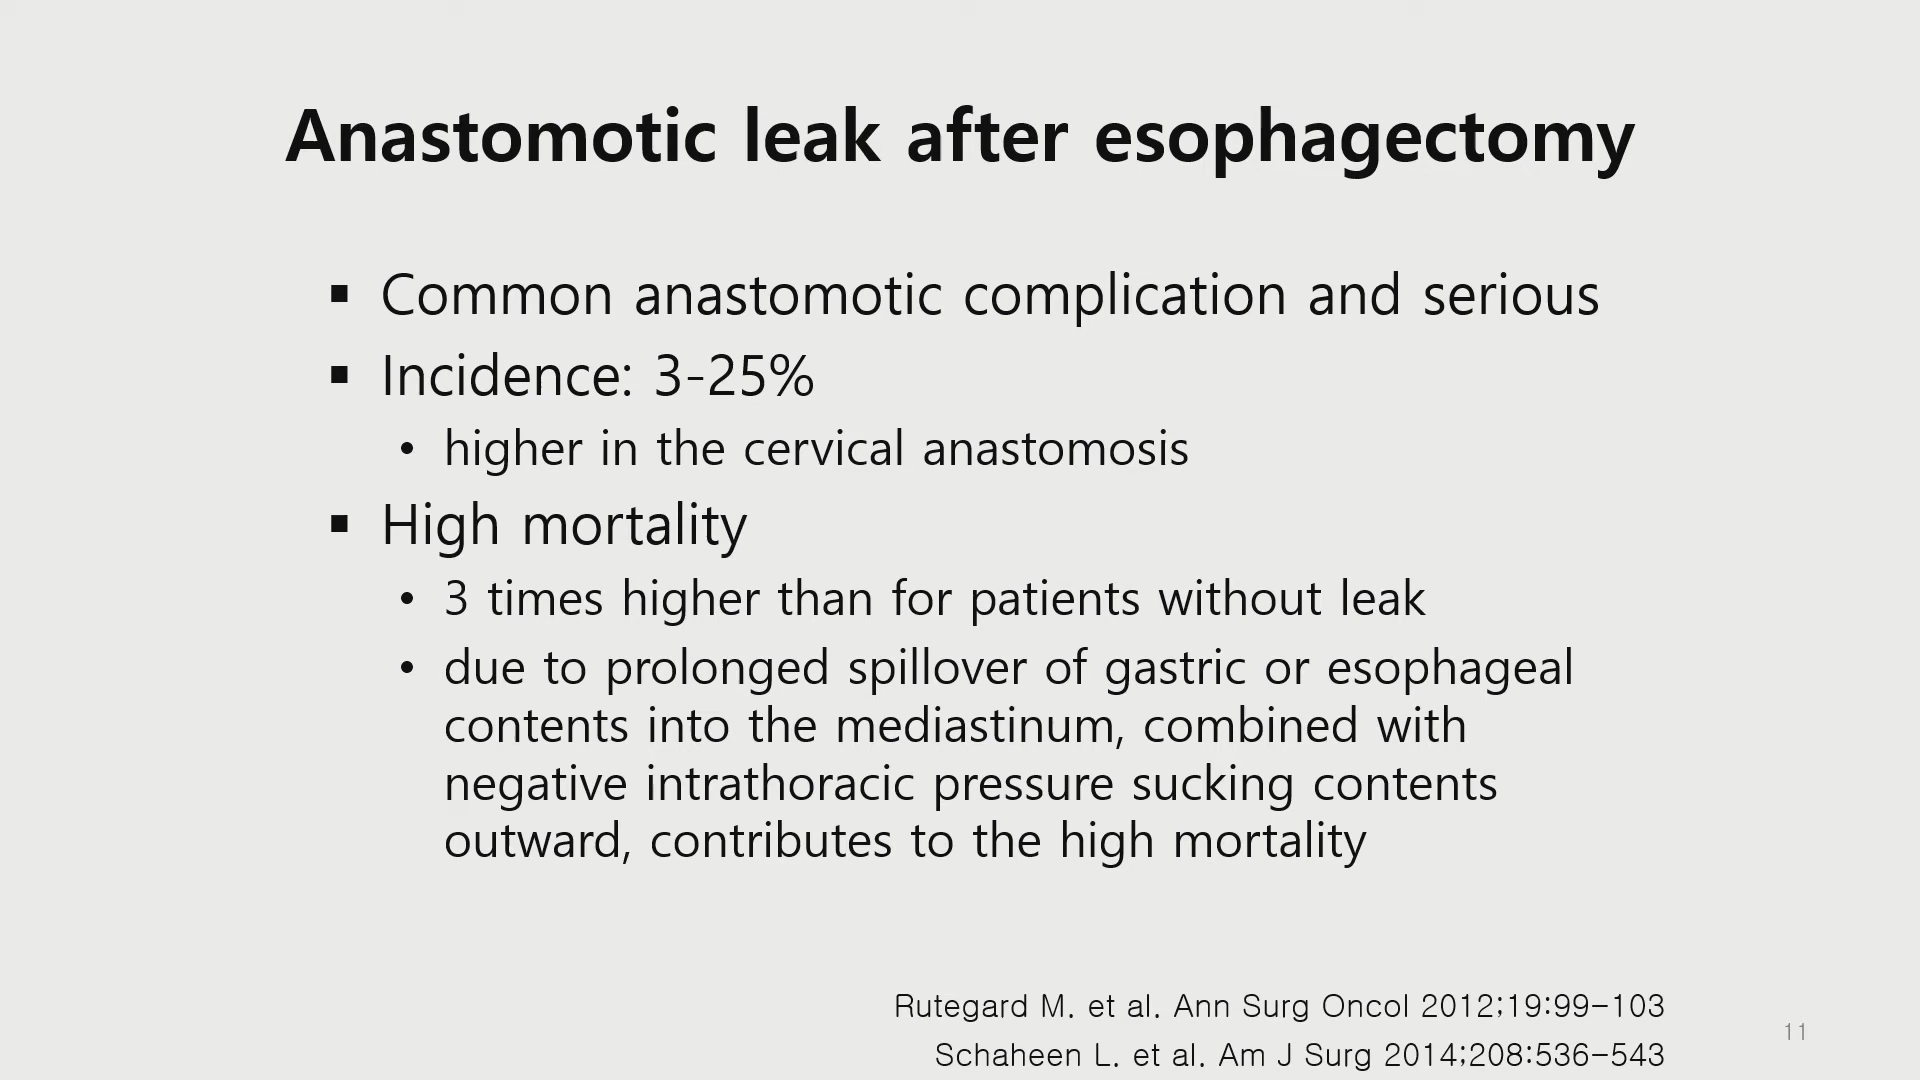 Anastomotic leak after esophagectomy
▪ Common anastomotic complication and serious
▪ Incidence: 3-25%
• higher in the cervical anastomosis
▪ High mortality
• 3 times higher than for patients without leak
• due to prolonged spillover of gastric or esophageal
contents into the mediastinum, combined with
negative intrathoracic pressure sucking contents
outward, contributes to the high mortality
Rutegard M. et al. Ann Surg Oncol 2012;19:99–103
Schaheen L. et al. Am J Surg 2014;208:536–543
11